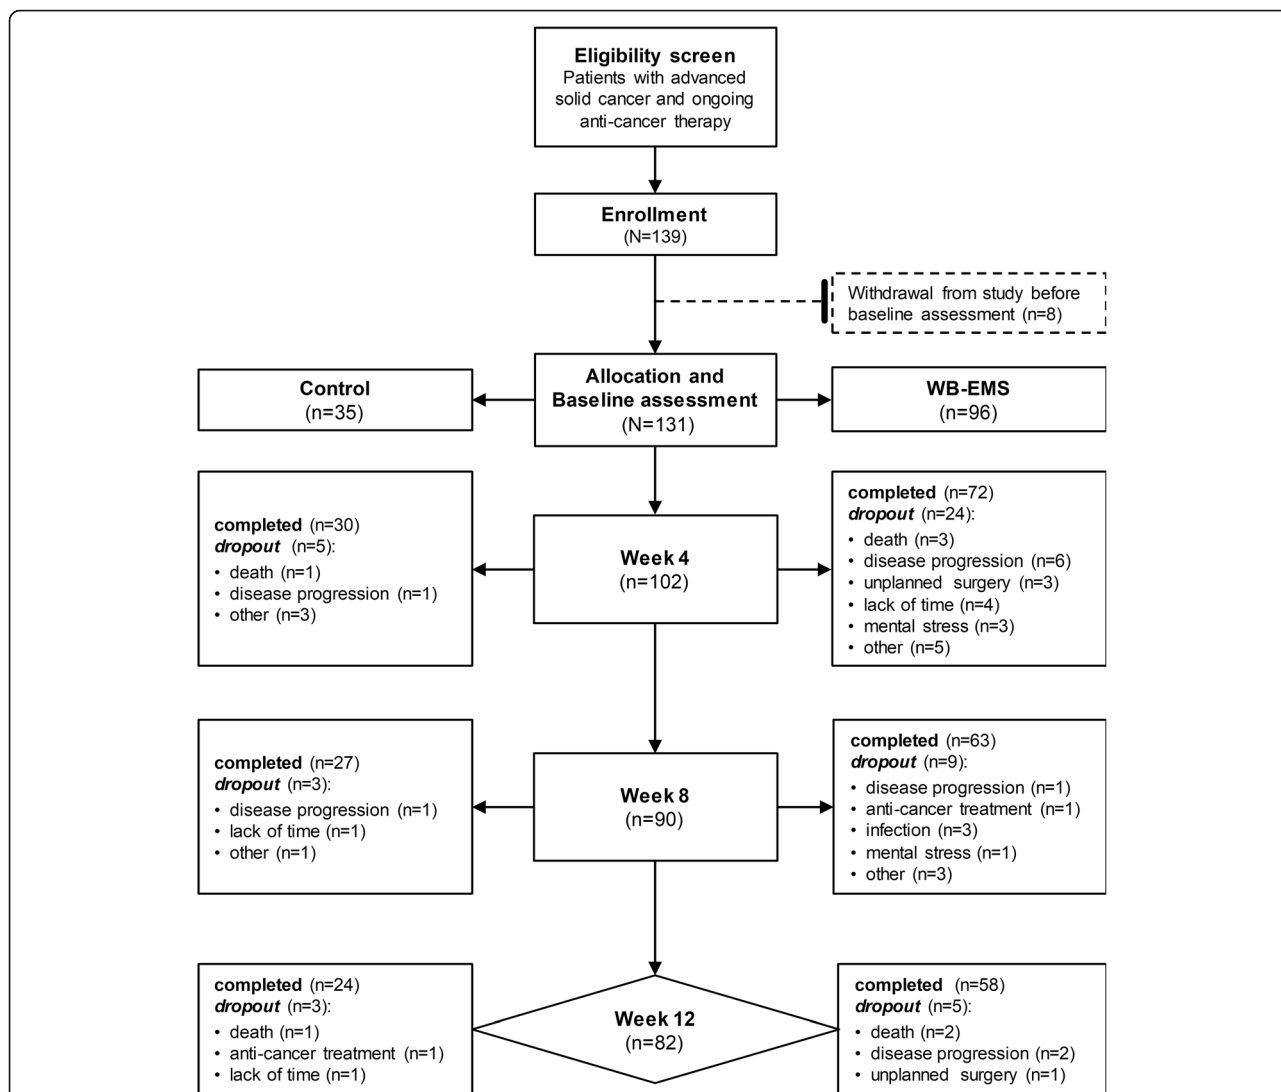 Eligibility screen
Patients with advanced
solid cancer and ongoing
anti-cancer therapy
Enrollment
(N=139)
Withdrawal from study before
baseline assessment (n=8)
Allocation and
Baseline assessment
(N=131)
Control
(n=35)
WB-EMS
(n=96)
completed (n=30)
dropout (n=5):
• death (n=1)
• disease progression (n=1)
• other (n=3)
Week 4
(n=102)
completed (n=72)
dropout (n=24):
• death (n=3)
• disease progression (n=6)
• unplanned surgery (n=3)
• lack of time (n=4)
• mental stress (n=3)
• other (n=5)
completed (n=27)
dropout (n=3):
• disease progression (n=1)
• lack of time (n=1)
• other (n=1)
Week 8
(n=90)
completed (n=63)
dropout (n=9):
• disease progression (n=1)
• anti-cancer treatment (n=1)
• infection (n=3)
• mental stress (n=1)
• other (n=3)
completed (n=24)
dropout (n=3):
• death (n=1)
• anti-cancer treatment (n=1)
• lack of time (n=1)
Week 12
(n=82)
completed (n=58)
dropout (n=5):
• death (n=2)
• disease progression (n=2)
• unplanned surgery (n=1)